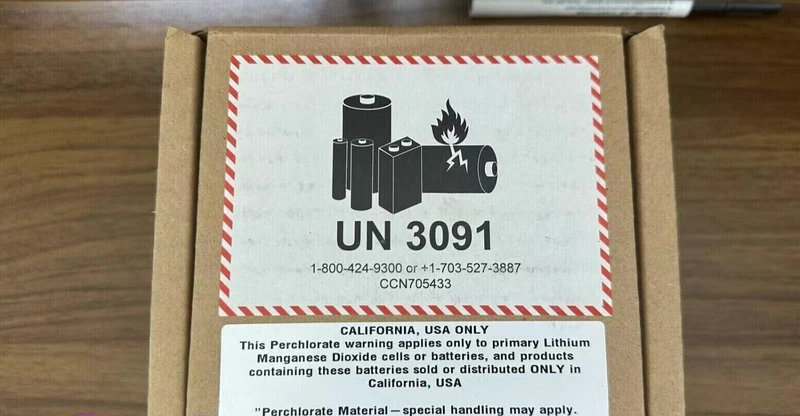 UN 3091
1-800-424-9300 or +1-703-527-3887
CCN705433
CALIFORNIA, USA ONLY
This Perchlorate warning applies only to primary Lithium
Manganese Dioxide cells or batteries, and products
containing these batteries sold or distributed ONLY in
California, USA
"Perchlorate Material – special handling may apply.